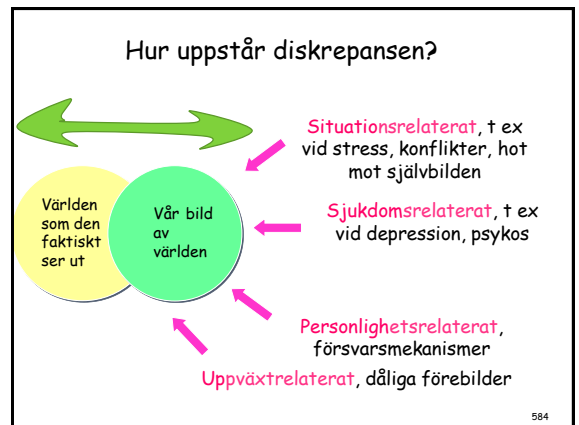 Hur uppstår diskrepansen?
Situationsrelaterat, t ex
vid stress, konflikter, hot
mot självbilden
Världen
som den
faktiskt
ser ut
Vår bild
av
världen
Sjukdomsrelaterat, t ex
vid depression, psykos
Personlighetsrelaterat,
försvarsmekanismer
Uppväxtrelaterat, dåliga förebilder
584